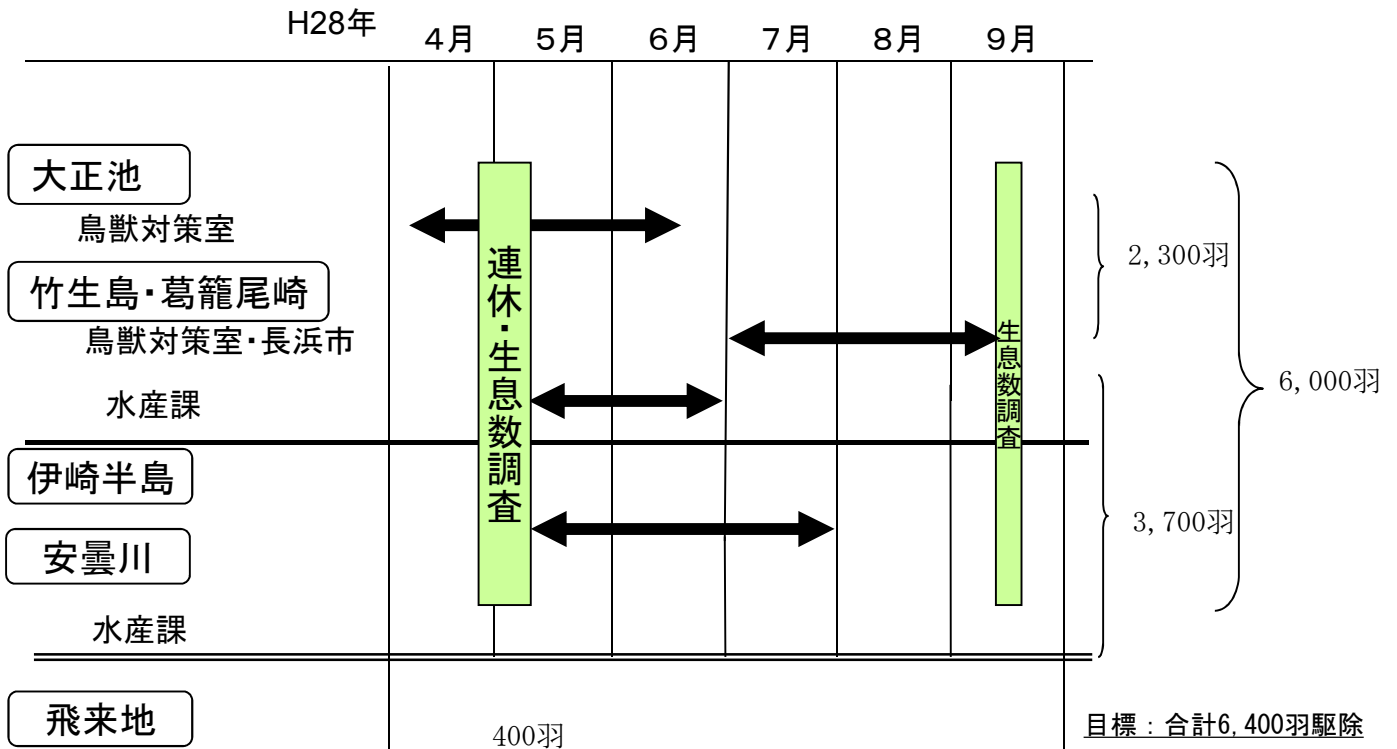 H28年
4月 5月 6月 7月 8月 9月
大正池
鳥獣対策室
竹生島・葛籠尾崎
鳥獣対策室・長浜市
水産課
伊崎半島
安曇川
水産課
飛来地
連休・生息数調査
生息数調査
2,300羽
6,000羽
3,700羽
400羽
目標：合計6,400羽駆除